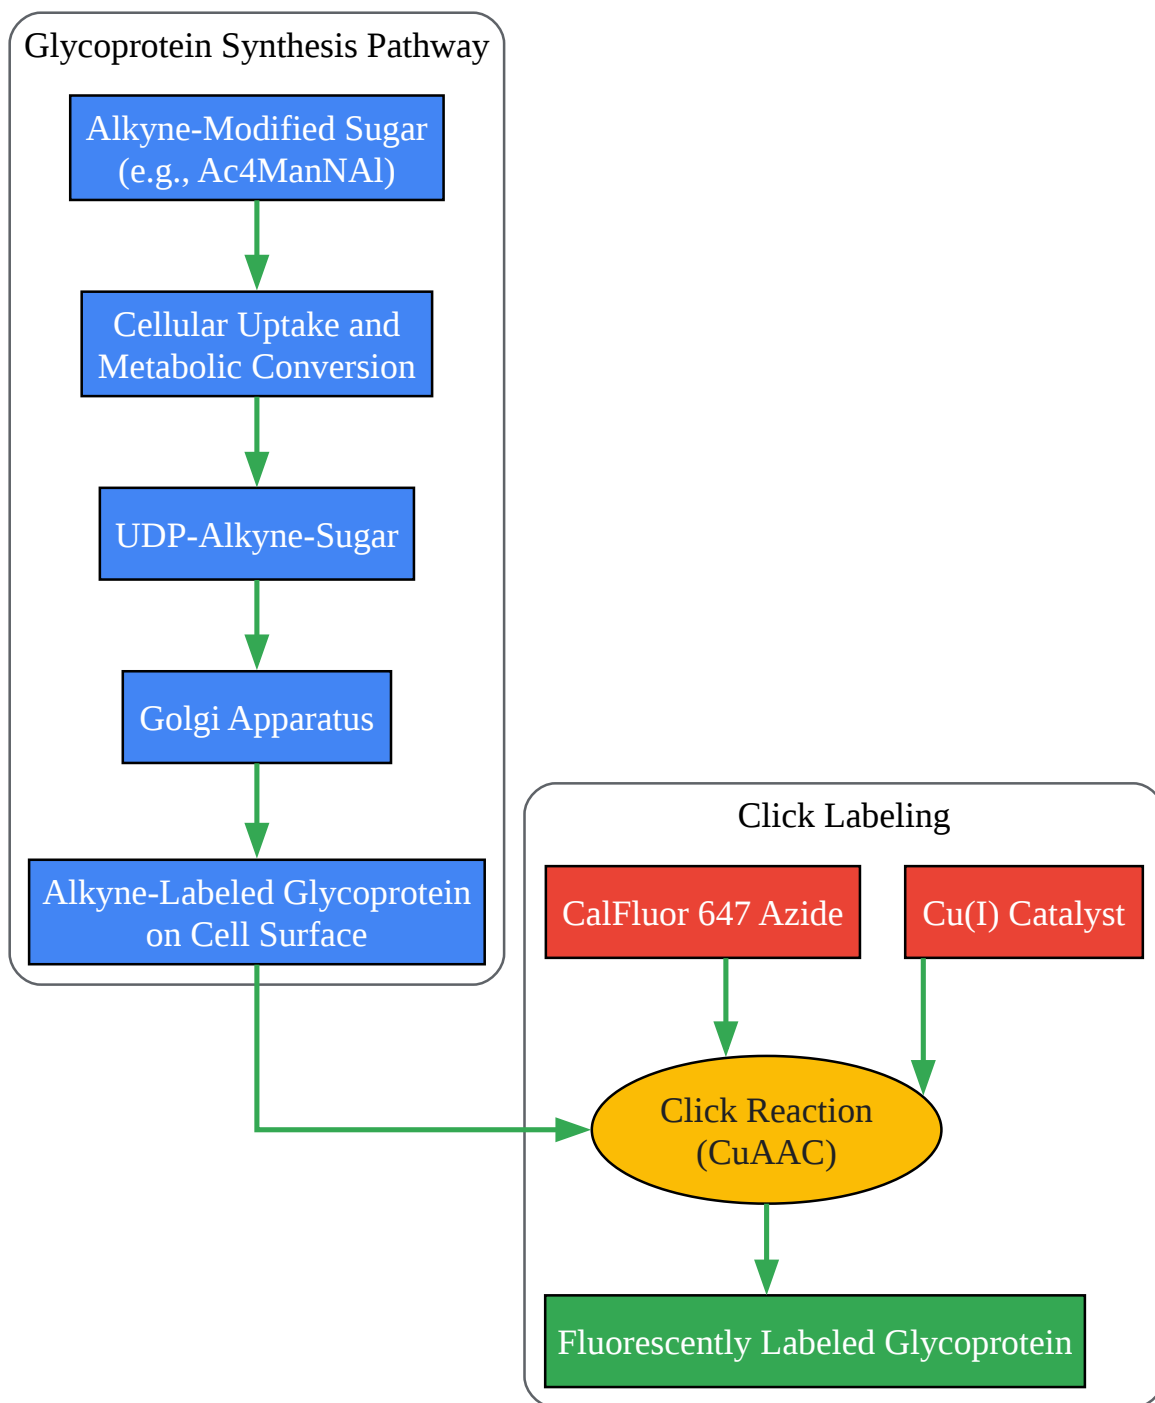 Glycoprotein Synthesis Pathway
Alkyne-Modified Sugar
(e.g., Ac4ManNAl)
Cellular Uptake and
Metabolic Conversion
UDP-Alkyne-Sugar
Golgi Apparatus
Alkyne-Labeled Glycoprotein
on Cell Surface
Click Labeling
CalFluor 647 Azide
Cu(I) Catalyst
Click Reaction
(CuAAC)
Fluorescently Labeled Glycoprotein